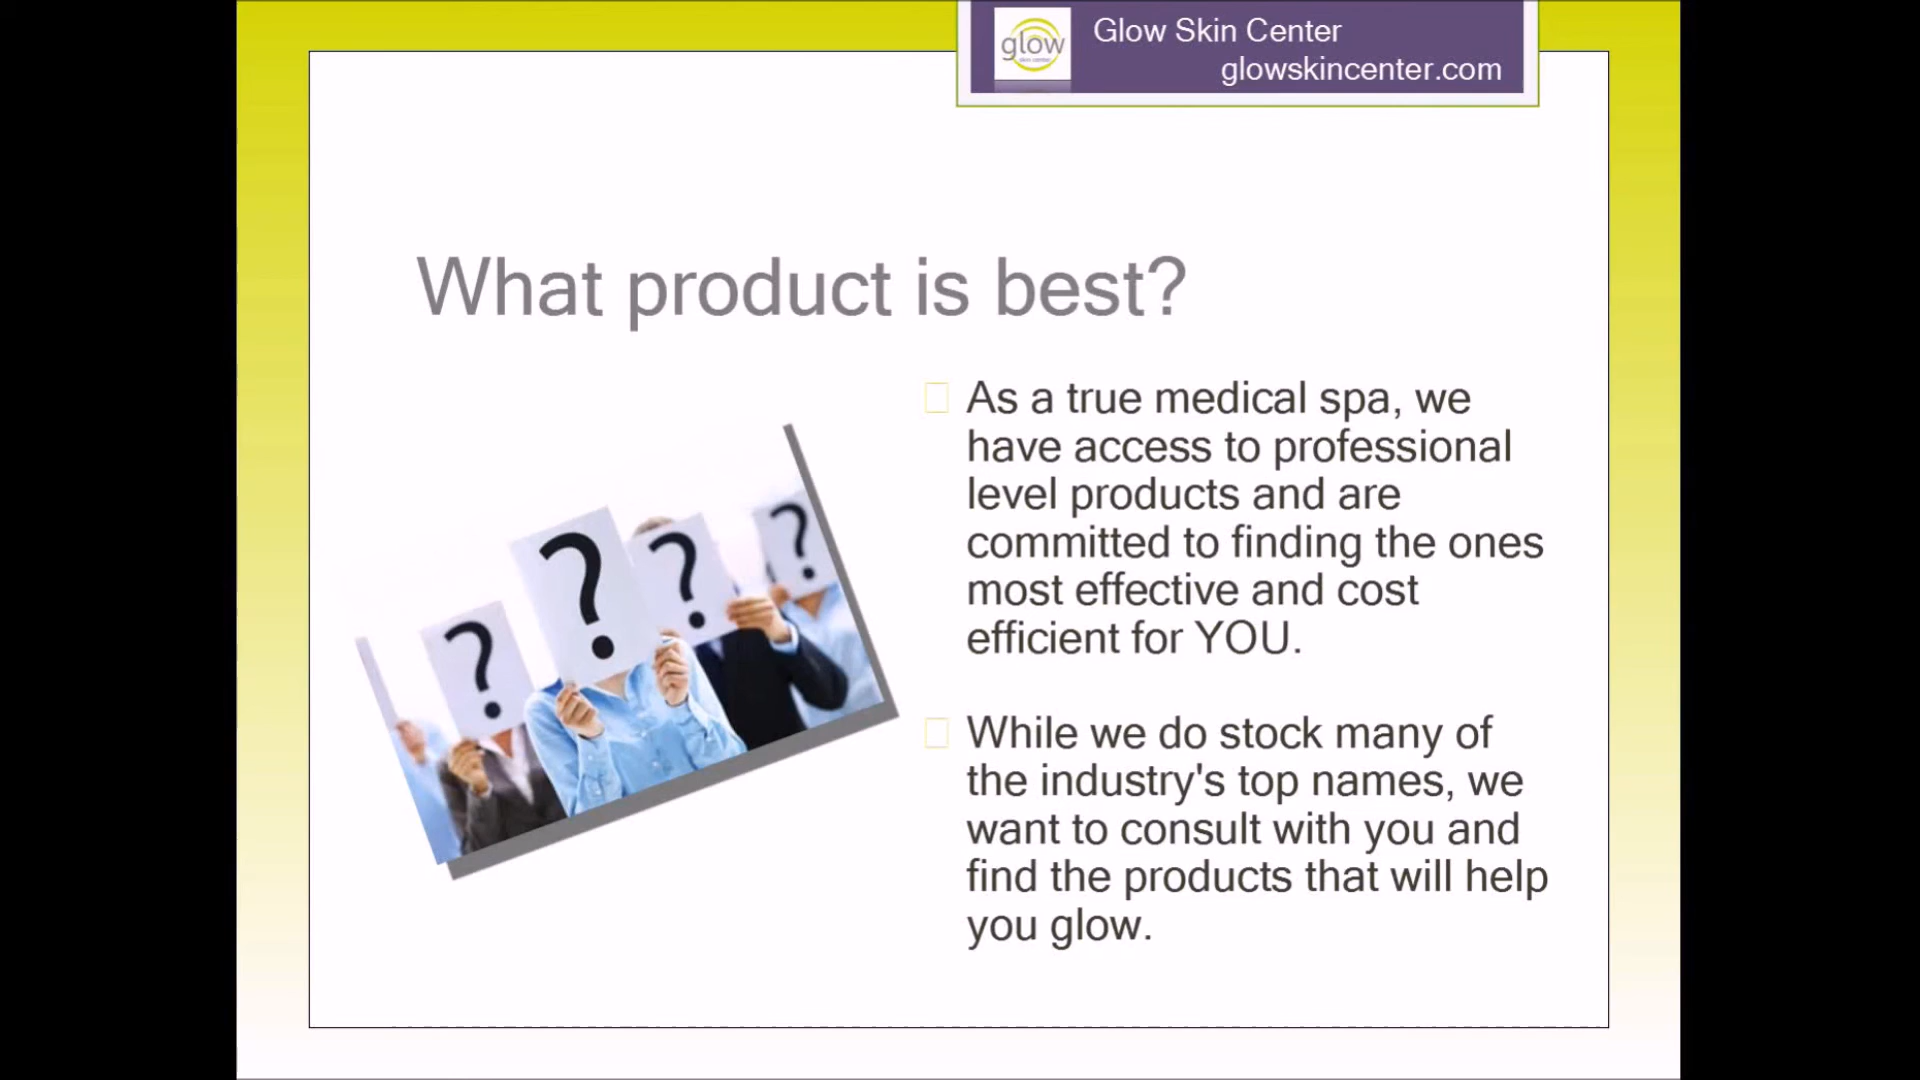 glow
skin center
Glow Skin Center
glowskincenter.com
What product is best?
As a true medical spa, we
have access to professional
level products and are
committed to finding the ones
most effective and cost
efficient for YOU.
While we do stock many of
the industry's top names, we
want to consult with you and
find the products that will help
you glow.
?
?
?
?